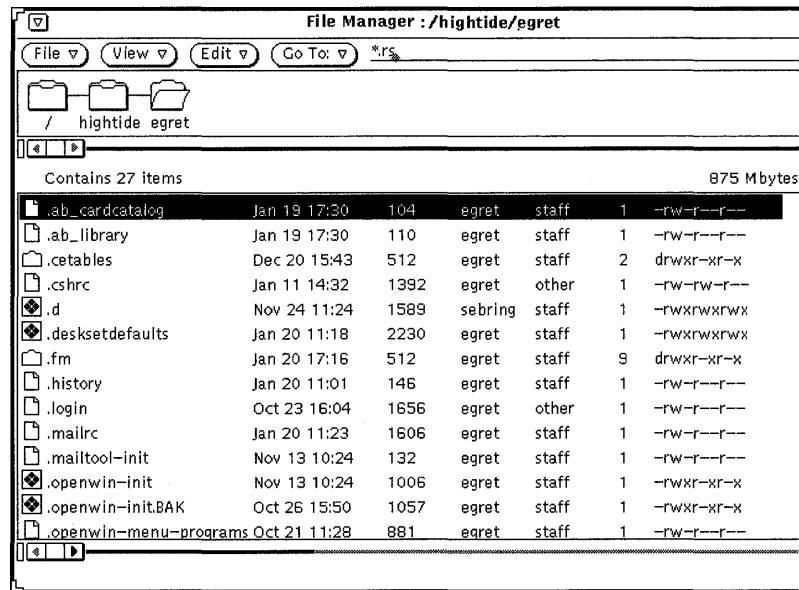 File Manager : /hightide/egret
File View Edit Go To: *.rs
/ hightide egret
Contains 27 items 875 Mbytes
.ab_cardcatalog Jan 19 17:30 104 egret staff 1 -rw-r--r--
.ab_library Jan 19 17:30 110 egret staff 1 -rw-r--r--
.cetables Dec 20 15:43 512 egret staff 2 drwxr-xr-x
.cshrc Jan 11 14:32 1392 egret other 1 -rw-rw-r--
.d Nov 24 11:24 1589 sebring staff 1 -rwxrwxrwx
.desksetdefaults Jan 20 11:18 2230 egret staff 1 -rwxrwxrwx
.fm Jan 20 17:16 512 egret staff 9 drwxr-xr-x
.history Jan 20 11:01 146 egret staff 1 -rw-r--r--
.login Oct 23 16:04 1656 egret other 1 -rw-r--r--
.mailrc Jan 20 11:23 1606 egret staff 1 -rw-r--r--
.mailtool-init Nov 13 10:24 132 egret staff 1 -rw-r--r--
.openwin-init Nov 13 10:24 1006 egret staff 1 -rwxr-xr-x
.openwin-init.BAK Oct 26 15:50 1057 egret staff 1 -rwxr-xr-x
.openwin-menu-programs Oct 21 11:28 881 egret staff 1 -rw-r--r--